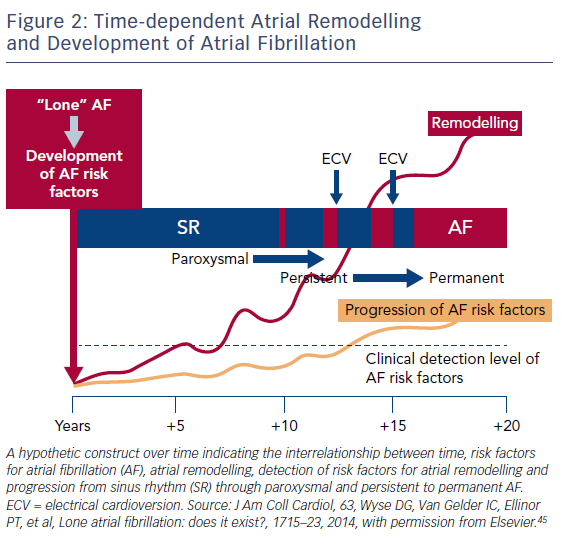 Figure 2: Time-dependent Atrial Remodelling
and Development of Atrial Fibrillation
“Lone” AF
Development
of AF risk
factors
Remodelling
ECV
ECV
SR
AF
Paroxysmal
Persistent
Permanent
Progression of AF risk factors
Clinical detection level of
AF risk factors
Years
+5
+10
+15
+20
A hypothetic construct over time indicating the interrelationship between time, risk factors
for atrial fibrillation (AF), atrial remodelling, detection of risk factors for atrial remodelling and
progression from sinus rhythm (SR) through paroxysmal and persistent to permanent AF.
ECV = electrical cardioversion. Source: J Am Coll Cardiol, 63, Wyse DG, Van Gelder IC, Ellinor
PT, et al, Lone atrial fibrillation: does it exist?, 1715–23, 2014, with permission from Elsevier.⁴⁵